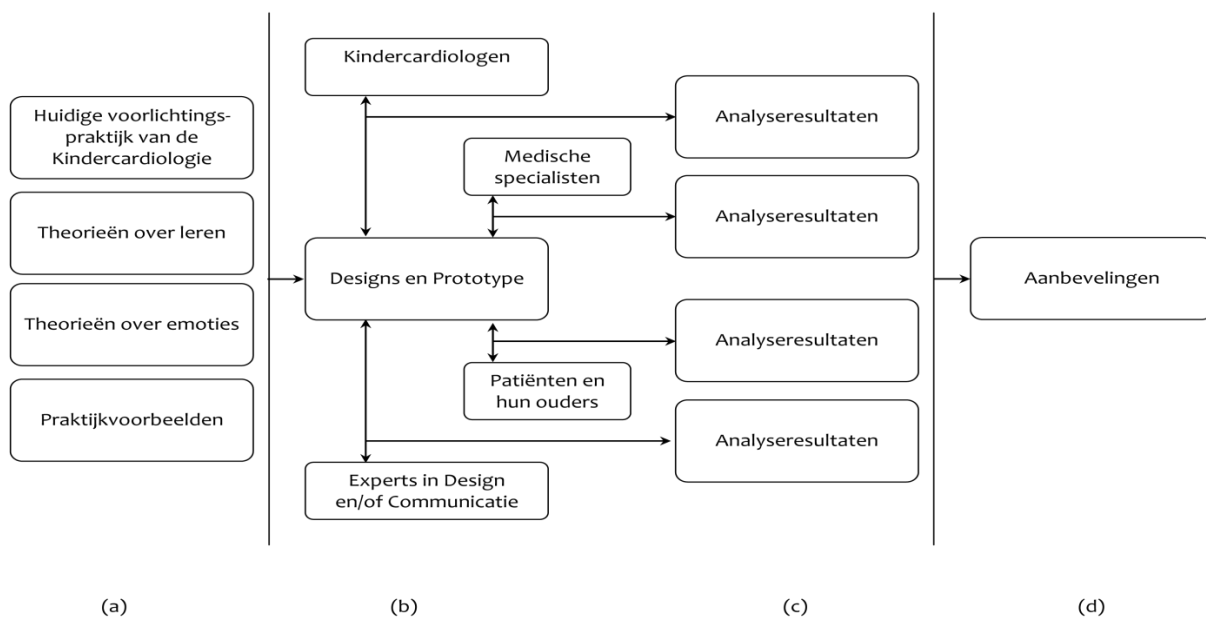 Huidige voorlichtings-
praktijk van de
Kindercardiologie
Theorieën over leren
Theorieën over emoties
Praktijkvoorbeelden
Kindercardiologen
Medische
specialisten
Designs en Prototype
Patiënten en
hun ouders
Experts in Design
en/of Communicatie
Analyseresultaten
Analyseresultaten
Analyseresultaten
Analyseresultaten
Aanbevelingen
(a)
(b)
(c)
(d)